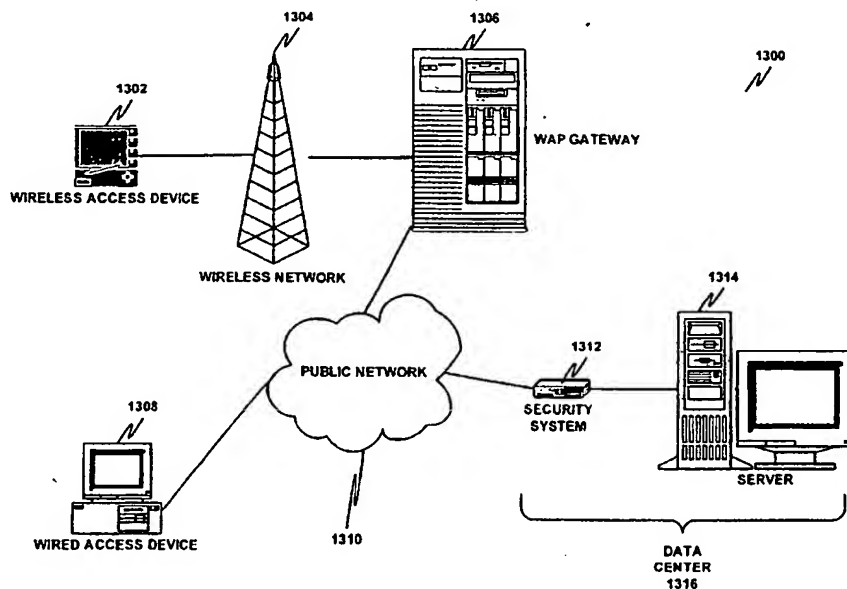 1304
1306
1300
1302
WAP GATEWAY
WIRELESS ACCESS DEVICE
WIRELESS NETWORK
1314
1312
PUBLIC NETWORK
SECURITY
SYSTEM
1308
SERVER
WIRED ACCESS DEVICE
1310
DATA
CENTER
1316